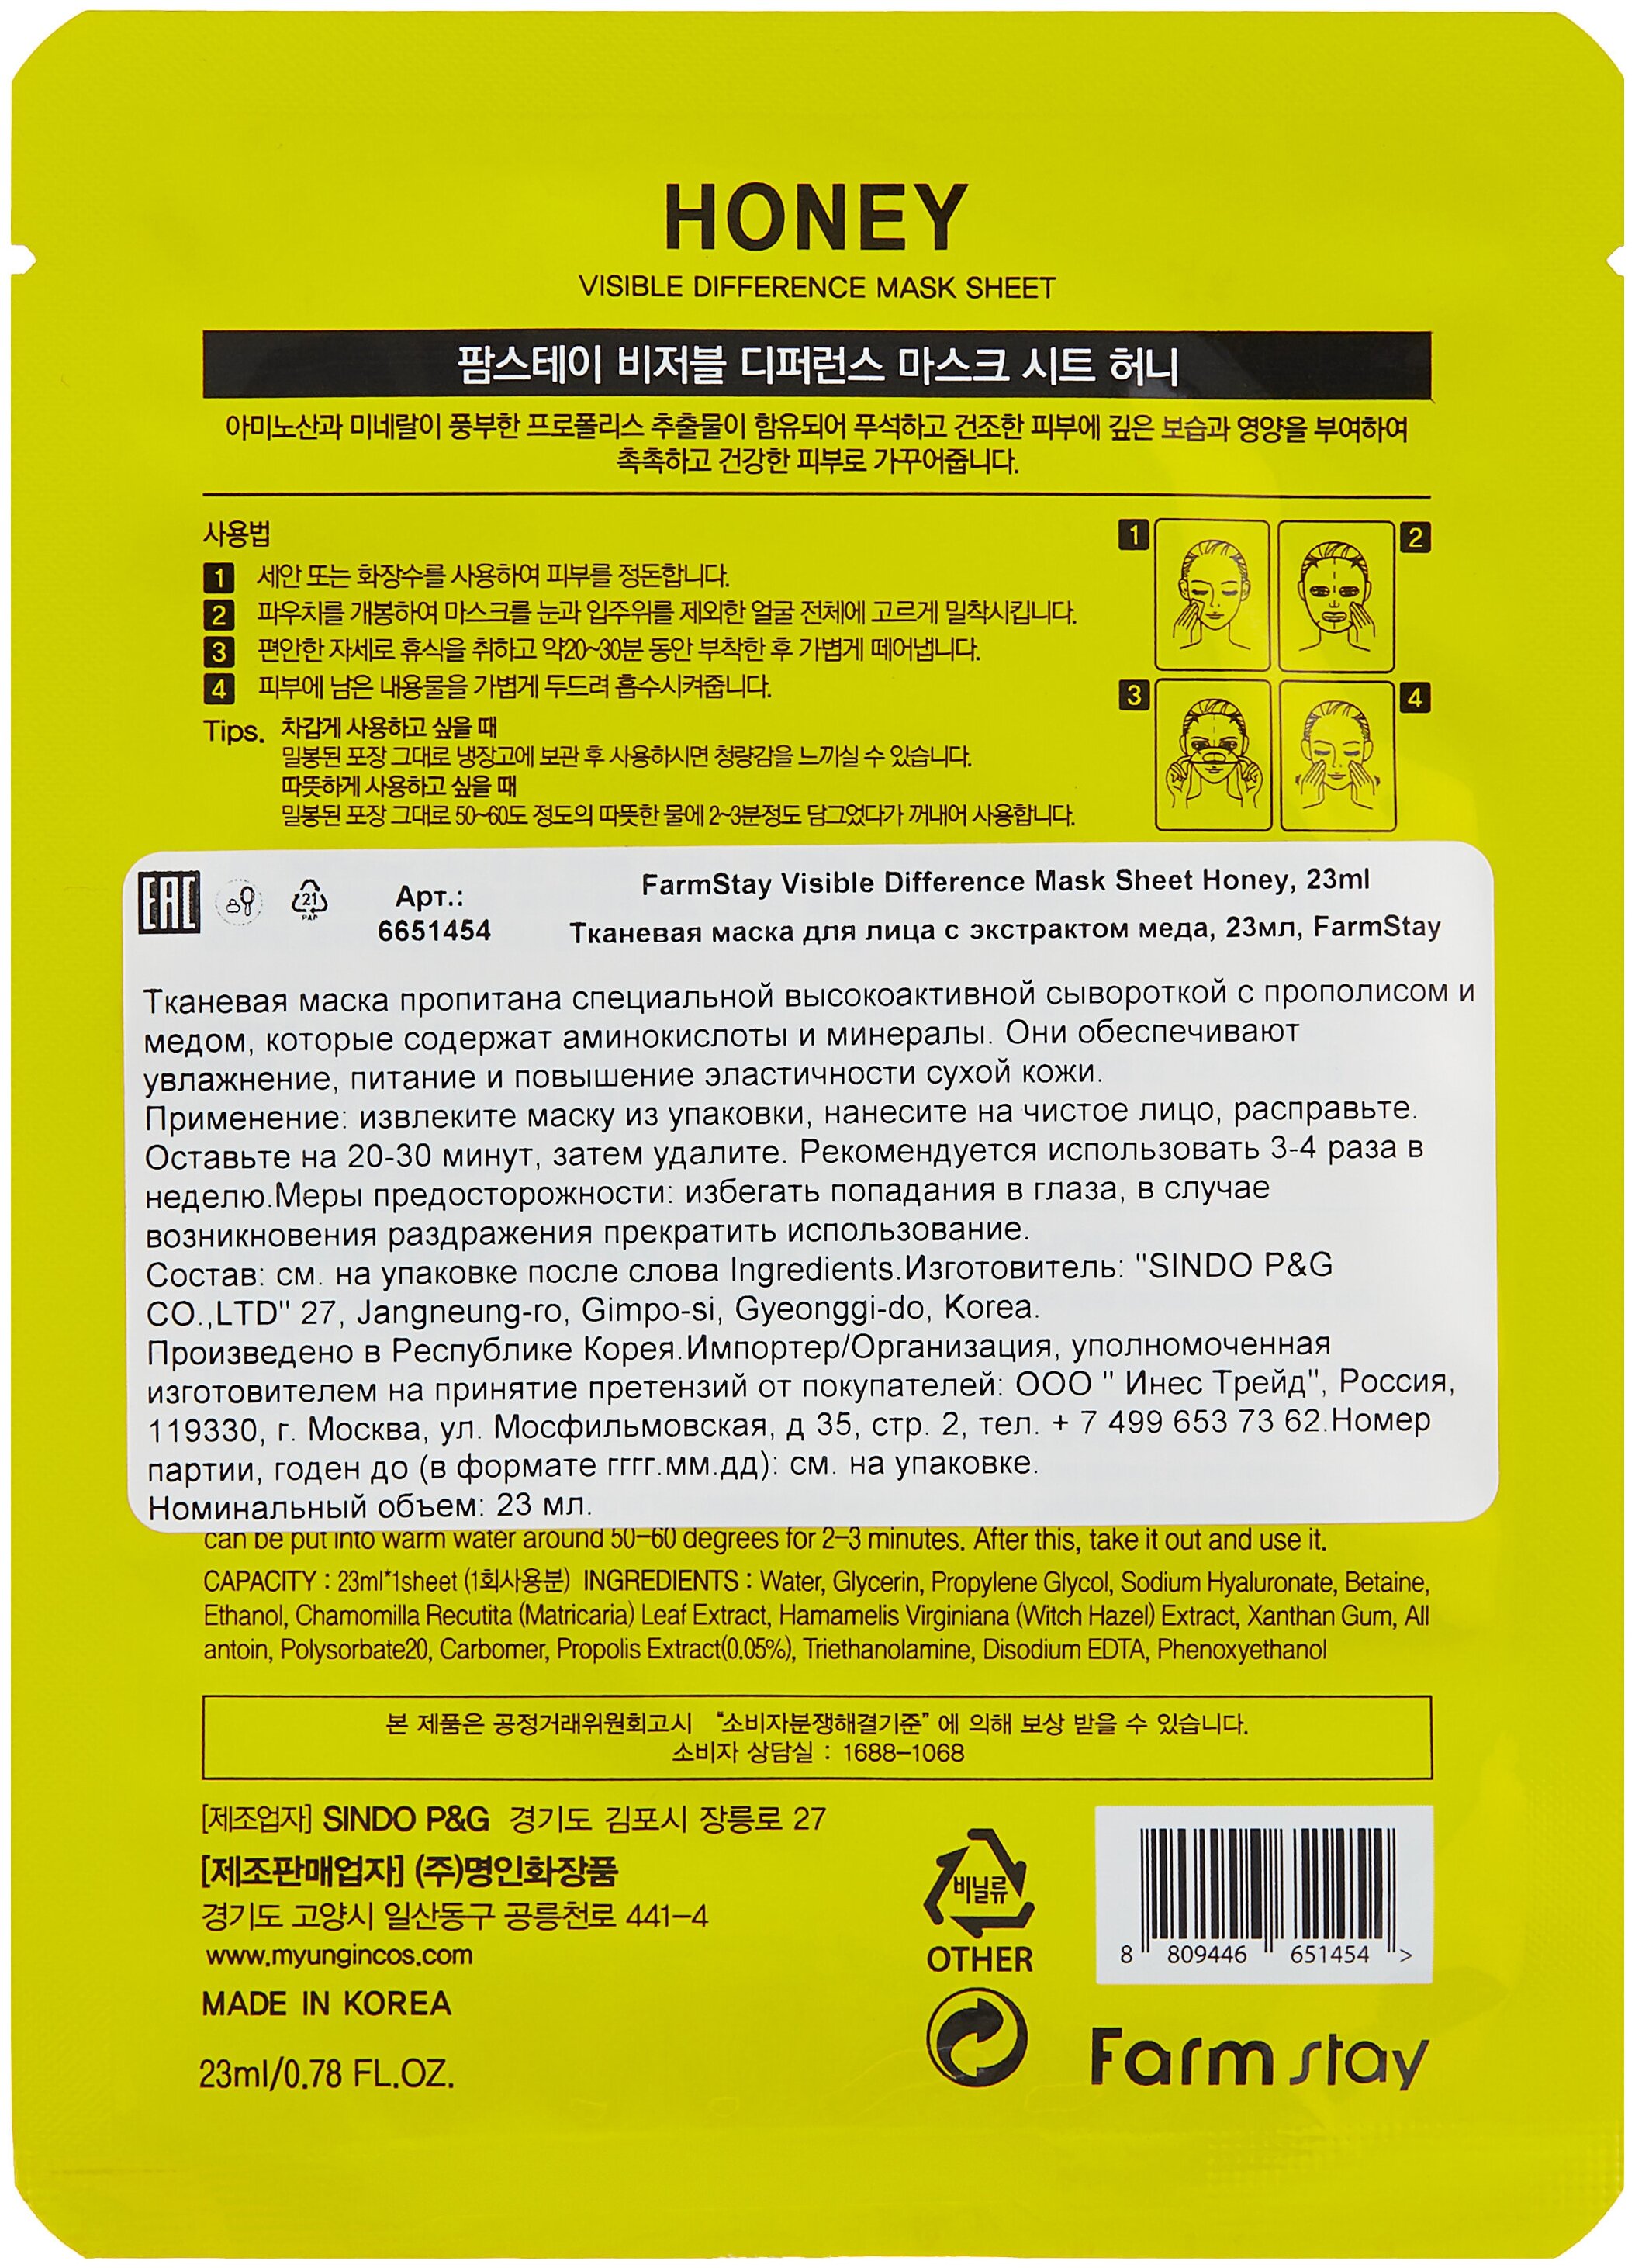 HONEY
VISIBLE DIFFERENCE MASK SHEET
팜스테이 비저블 디퍼런스 마스크 시트 허니
아미노산과 미네랄이 풍부한 프로폴리스 추출물이 함유되어 푸석하고 건조한 피부에 깊은 보습과 영양을 부여하여
촉촉하고 건강한 피부로 가꾸어줍니다.
사용법
1 세안 또는 화장수를 사용하여 피부를 정돈합니다.
2 파우치를 개봉하여 마스크를 눈과 입주위를 제외한 얼굴 전체에 고르게 밀착시킵니다.
3 편안한 자세로 휴식을 취하고 약20~30분 동안 부착한 후 가볍게 떼어냅니다.
4 피부에 남은 내용물을 가볍게 두드려 흡수시켜줍니다.
Tips. 차갑게 사용하고 싶을 때
밀봉된 포장 그대로 냉장고에 보관 후 사용하시면 청량감을 느끼실 수 있습니다.
따뜻하게 사용하고 싶을 때
밀봉된 포장 그대로 50~60도 정도의 따뜻한 물에 2~3분정도 담그었다가 꺼내어 사용합니다.
1
2
3
4
EAC
21
PAP
Арт.:
6651454
FarmStay Visible Difference Mask Sheet Honey, 23ml
Тканевая маска для лица с экстрактом меда, 23мл, FarmStay
Тканевая маска пропитана специальной высокоактивной сывороткой с прополисом и
медом, которые содержат аминокислоты и минералы. Они обеспечивают
увлажнение, питание и повышение эластичности сухой кожи.
Применение: извлеките маску из упаковки, нанесите на чистое лицо, расправьте.
Оставьте на 20-30 минут, затем удалите. Рекомендуется использовать 3-4 раза в
неделю.Меры предосторожности: избегать попадания в глаза, в случае
возникновения раздражения прекратить использование.
Состав: см. на упаковке после слова Ingredients.Изготовитель: "SINDO P&G
CO.,LTD" 27, Jangneung-ro, Gimpo-si, Gyeonggi-do, Korea.
Произведено в Республике Корея.Импортер/Организация, уполномоченная
изготовителем на принятие претензий от покупателей: ООО " Инес Трейд", Россия,
119330, г. Москва, ул. Мосфильмовская, д 35, стр. 2, тел. + 7 499 653 73 62.Номер
партии, годен до (в формате гггг.мм.дд): см. на упаковке.
Номинальный объем: 23 мл.
can be put into warm water around 50–60 degrees for 2–3 minutes. After this, take it out and use it.
CAPACITY : 23ml*1sheet (1회사용분) INGREDIENTS : Water, Glycerin, Propylene Glycol, Sodium Hyaluronate, Betaine,
Ethanol, Chamomilla Recutita (Matricaria) Leaf Extract, Hamamelis Virginiana (Witch Hazel) Extract, Xanthan Gum, All
antoin, Polysorbate20, Carbomer, Propolis Extract(0.05%), Triethanolamine, Disodium EDTA, Phenoxyethanol
본 제품은 공정거래위원회고시 "소비자분쟁해결기준" 에 의해 보상 받을 수 있습니다.
소비자 상담실 : 1688–1068
[제조업자] SINDO P&G 경기도 김포시 장릉로 27
[제조판매업자] (주)명인화장품
경기도 고양시 일산동구 공릉천로 441–4
www.myungincos.com
MADE IN KOREA
23ml/0.78 FL.OZ.
비닐류
OTHER
8 809446 651454 >
Farm stay